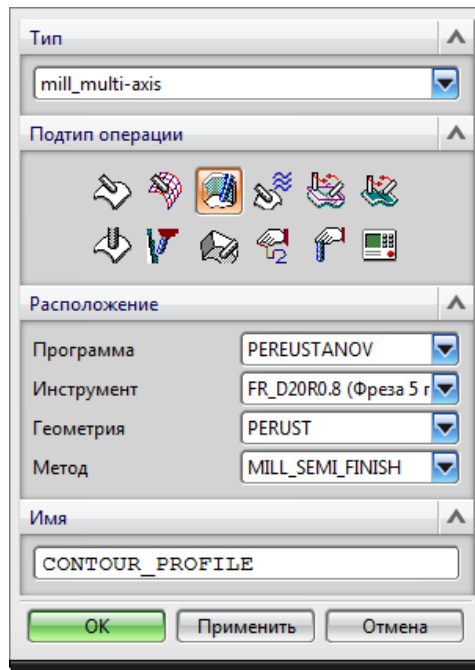 Тип
mill_multi-axis
Подтип операции
Расположение
Программа PEREUSTANOV
Инструмент FR_D20R0.8 (Фреза 5 г
Геометрия PERUST
Метод MILL_SEMI_FINISH
Имя
CONTOUR_PROFILE
OK Применить Отмена